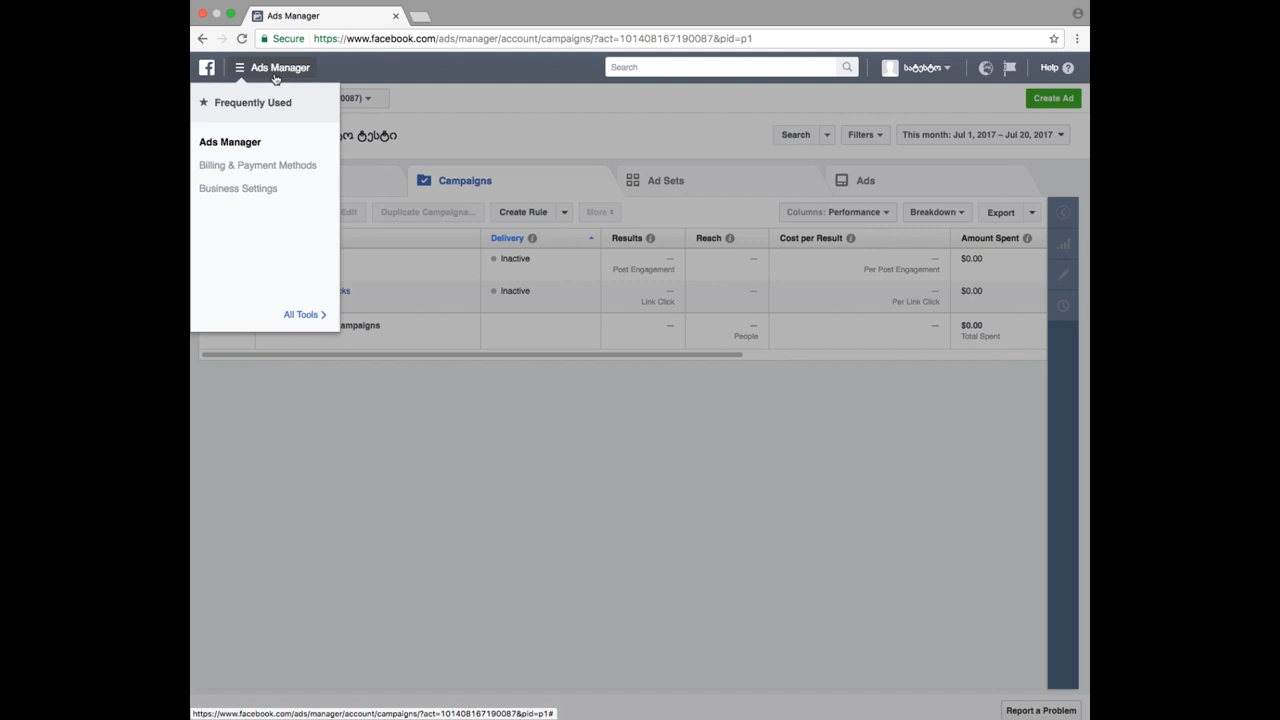 Ads Manager
Secure https://www.facebook.com/ads/manager/account/campaigns/?act=101408167190087&pid=p1
Ads Manager
Search
სატესტო
Help
Frequently Used
0087)
Create Ad
ო ტესტი
Search
Filters
This month: Jul 1, 2017 – Jul 20, 2017
Ads Manager
Billing & Payment Methods
Business Settings
All Tools
Campaigns
Ad Sets
Ads
Edit
Duplicate Campaigns...
Create Rule
More
Columns: Performance
Breakdown
Export
Delivery
Results
Reach
Cost per Result
Amount Spent
Inactive
—
Post Engagement
—
—
Per Post Engagement
$0.00
cks
Inactive
—
Link Click
—
—
Per Link Click
$0.00
ampaigns
—
—
People
—
$0.00
Total Spent
https://www.facebook.com/ads/manager/account/campaigns/?act=101408167190087&pid=p1#
Report a Problem